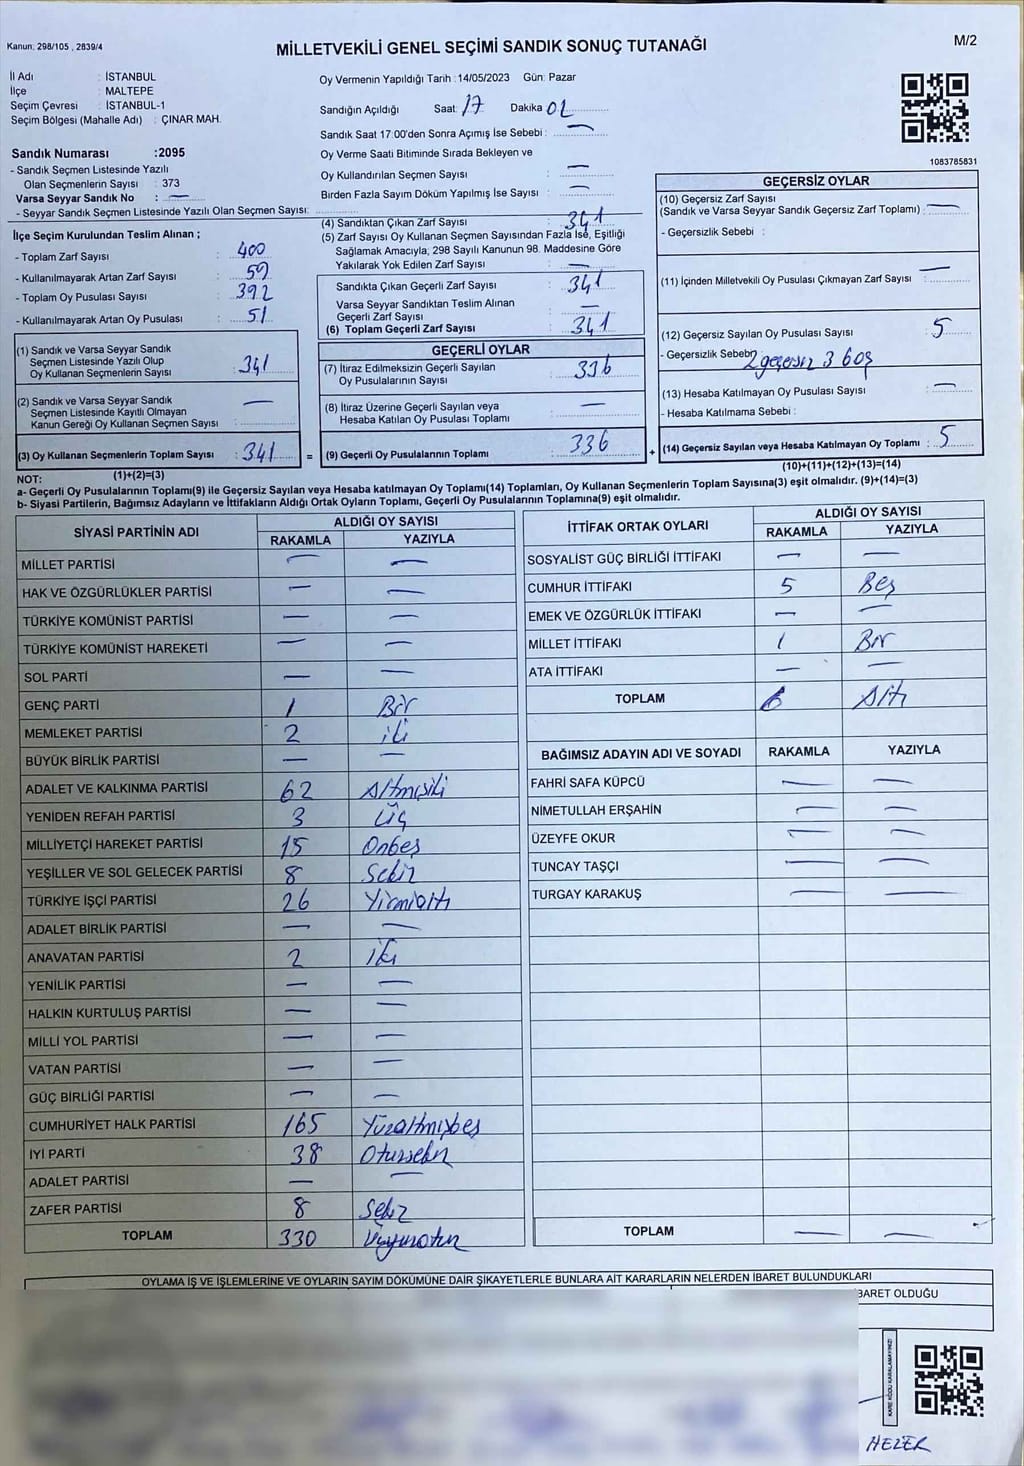 Kanun: 298/105 , 2839/4
MİLLETVEKİLİ GENEL SEÇİMİ SANDIK SONUÇ TUTANAĞI
M/2
İl Adı : İSTANBUL
İlçe : MALTEPE
Seçim Çevresi : İSTANBUL-1
Seçim Bölgesi (Mahalle Adı) : ÇINAR MAH.
Sandık Numarası :2095
- Sandık Seçmen Listesinde Yazılı
Olan Seçmenlerin Sayısı : 373
Varsa Seyyar Sandık No : —
- Seyyar Sandık Seçmen Listesinde Yazılı Olan Seçmen Sayısı:
Oy Vermenin Yapıldığı Tarih :14/05/2023 Gün: Pazar
Sandığın Açıldığı Saat: 17 Dakika 02
Sandık Saat 17:00'den Sonra Açımış İse Sebebi : —
Oy Verme Saati Bitiminde Sırada Bekleyen ve
Oy Kullandırılan Seçmen Sayısı : —
Birden Fazla Sayım Döküm Yapılmış İse Sayısı : —
1083785831
İlçe Seçim Kurulundan Teslim Alınan ;
- Toplam Zarf Sayısı : 400
- Kullanılmayarak Artan Zarf Sayısı : 59
- Toplam Oy Pusulası Sayısı : 392
- Kullanılmayarak Artan Oy Pusulası : 51
(1) Sandık ve Varsa Seyyar Sandık
Seçmen Listesinde Yazılı Olup
Oy Kullanan Seçmenlerin Sayısı : 341
(2) Sandık ve Varsa Seyyar Sandık
Seçmen Listesinde Kayıtlı Olmayan
Kanun Gereği Oy Kullanan Seçmen Sayısı : —
(3) Oy Kullanan Seçmenlerin Toplam Sayısı : 341
(1)+(2)=(3)
(4) Sandıktan Çıkan Zarf Sayısı : 341
(5) Zarf Sayısı Oy Kullanan Seçmen Sayısından Fazla İse, Eşitliği
Sağlamak Amacıyla; 298 Sayılı Kanunun 98. Maddesine Göre
Yakılarak Yok Edilen Zarf Sayısı : —
Sandıkta Çıkan Geçerli Zarf Sayısı : 341
Varsa Seyyar Sandıktan Teslim Alınan
Geçerli Zarf Sayısı : —
(6) Toplam Geçerli Zarf Sayısı : 341
GEÇERLİ OYLAR
(7) İtiraz Edilmeksizin Geçerli Sayılan
Oy Pusulalarının Sayısı : 336
(8) İtiraz Üzerine Geçerli Sayılan veya
Hesaba Katılan Oy Pusulası Toplamı : —
= (9) Geçerli Oy Pusulalarının Toplamı : 336
GEÇERSİZ OYLAR
(10) Geçersiz Zarf Sayısı
(Sandık ve Varsa Seyyar Sandık Geçersiz Zarf Toplamı) : —
- Geçersizlik Sebebi :
(11) İçinden Milletvekili Oy Pusulası Çıkmayan Zarf Sayısı : —
(12) Geçersiz Sayılan Oy Pusulası Sayısı : 5
- Geçersizlik Sebebi 2 geçersiz 3 boş
(13) Hesaba Katılmayan Oy Pusulası Sayısı : —
- Hesaba Katılmama Sebebi :
+ (14) Geçersiz Sayılan veya Hesaba Katılmayan Oy Toplamı : 5
(10)+(11)+(12)+(13)=(14)
NOT:
a- Geçerli Oy Pusulalarının Toplamı(9) ile Geçersiz Sayılan veya Hesaba katılmayan Oy Toplamı(14) Toplamları, Oy Kullanan Seçmenlerin Toplam Sayısına(3) eşit olmalıdır. (9)+(14)=(3)
b- Siyasi Partilerin, Bağımsız Adayların ve İttifakların Aldığı Ortak Oyların Toplamı, Geçerli Oy Pusulalarının Toplamına(9) eşit olmalıdır.
SİYASİ PARTİNİN ADI ALDIĞI OY SAYISI
RAKAMLA YAZIYLA
MİLLET PARTİSİ — —
HAK VE ÖZGÜRLÜKLER PARTİSİ — —
TÜRKİYE KOMÜNİST PARTİSİ — —
TÜRKİYE KOMÜNİST HAREKETİ — —
SOL PARTİ — —
GENÇ PARTİ 1 Bir
MEMLEKET PARTİSİ 2 iki
BÜYÜK BİRLİK PARTİSİ — —
ADALET VE KALKINMA PARTİSİ 62 Altmışiki
YENİDEN REFAH PARTİSİ 3 Üç
MİLLİYETÇİ HAREKET PARTİSİ 15 Onbeş
YEŞİLLER VE SOL GELECEK PARTİSİ 8 Sekiz
TÜRKİYE İŞÇİ PARTİSİ 26 Yirmialtı
ADALET BİRLİK PARTİSİ — —
ANAVATAN PARTİSİ 2 iki
YENİLİK PARTİSİ — —
HALKIN KURTULUŞ PARTİSİ — —
MİLLİ YOL PARTİSİ — —
VATAN PARTİSİ — —
GÜÇ BİRLİĞİ PARTİSİ — —
CUMHURİYET HALK PARTİSİ 165 Yüzaltmışbeş
İYİ PARTİ 38 Otuzsekiz
ADALET PARTİSİ — —
ZAFER PARTİSİ 8 Sekiz
TOPLAM 330 Üçyüzotuz
İTTİFAK ORTAK OYLARI ALDIĞI OY SAYISI
RAKAMLA YAZIYLA
SOSYALİST GÜÇ BİRLİĞİ İTTİFAKI — —
CUMHUR İTTİFAKI 5 Beş
EMEK VE ÖZGÜRLÜK İTTİFAKI — —
MİLLET İTTİFAKI 1 Bir
ATA İTTİFAKI — —
TOPLAM 6 Altı
BAĞIMSIZ ADAYIN ADI VE SOYADI RAKAMLA YAZIYLA
FAHRİ SAFA KÜPCÜ — —
NİMETULLAH ERŞAHİN — —
ÜZEYFE OKUR — —
TUNCAY TAŞÇI — —
TURGAY KARAKUŞ — —
TOPLAM — —
OYLAMA İŞ VE İŞLEMLERİNE VE OYLARIN SAYIM DÖKÜMÜNE DAİR ŞİKAYETLERLE BUNLARA AİT KARARLARIN NELERDEN İBARET BULUNDUKLARI
BARET OLDUĞU
KARE KODU KARALAMAYINIZ!
HEZER